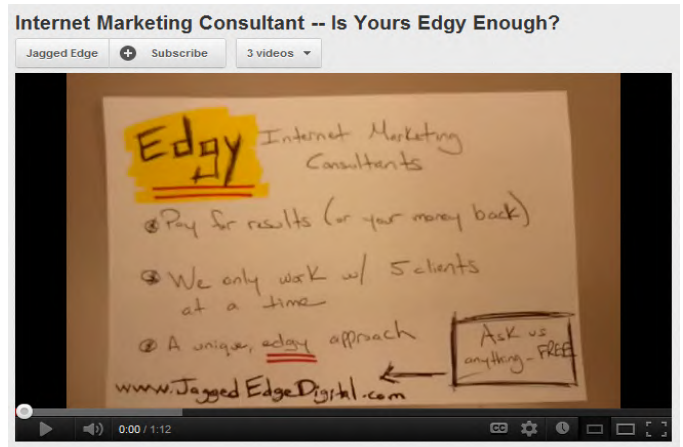 Internet Marketing Consultant -- Is Yours Edgy Enough?
Jagged Edge Subscribe 3 videos
Edgy Internet Marketing
Consultants
Pay for results (or your money back)
We only work w/ 5 clients
at a time
A unique, edgy approach
Ask us
anything - FREE
www.JaggedEdgeDigital.com
0:00 / 1:12 CC